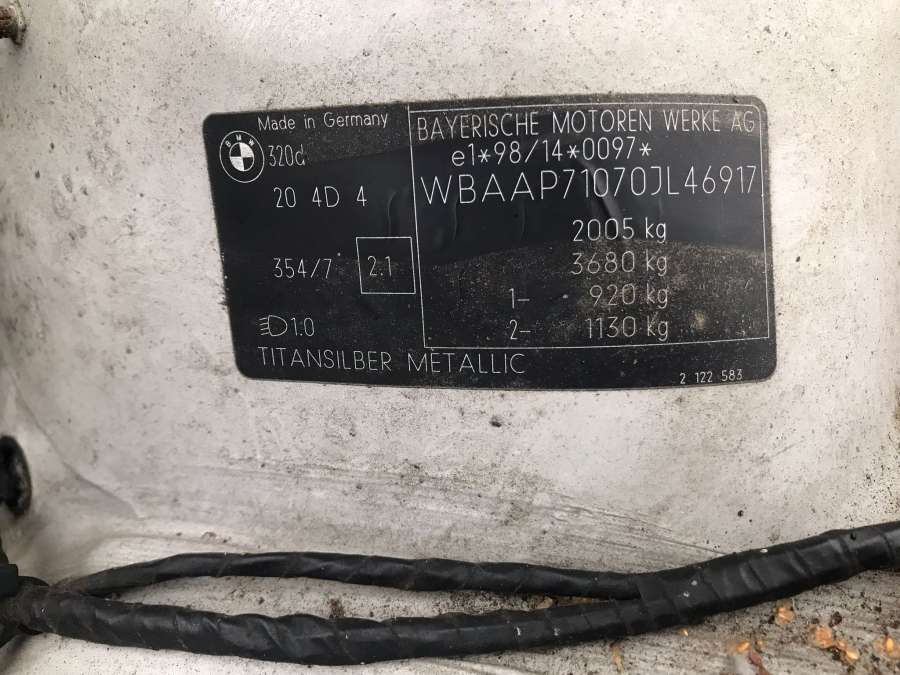 Made in Germany
BMW
320d
20 4D 4
354/7 2.1
1.0
TITANSILBER METALLIC
BAYERISCHE MOTOREN WERKE AG
e1*98/14*0097*
WBAAP71070JL46917
2005 kg
3680 kg
1- 920 kg
2- 1130 kg
2 122 583